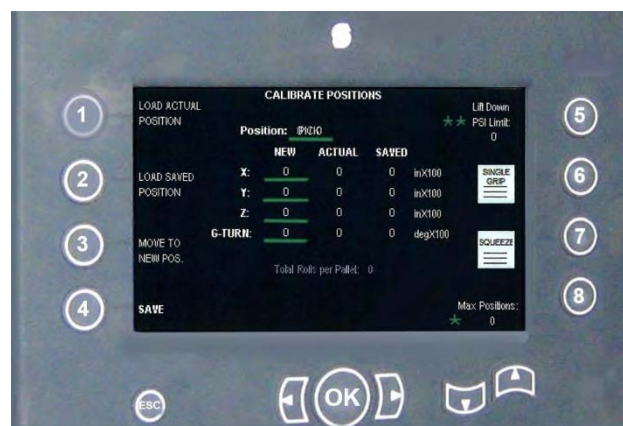 CALIBRATE POSITIONS
LOAD ACTUAL
POSITION
Lift Down
** PSI Limit:
0
Position:
NEW ACTUAL SAVED
LOAD SAVED
POSITION
X: 0 0 0 inX100
Y: 0 0 0 inX100
Z: 0 0 0 inX100
G-TURN: 0 0 0 degX100
SINGLE
GRIP
MOVE TO
NEW POS.
SQUEEZE
Total Rolls per Pallet: 0
SAVE
Max Positions:
* 0
1
2
3
4
5
6
7
8
ESC
OK